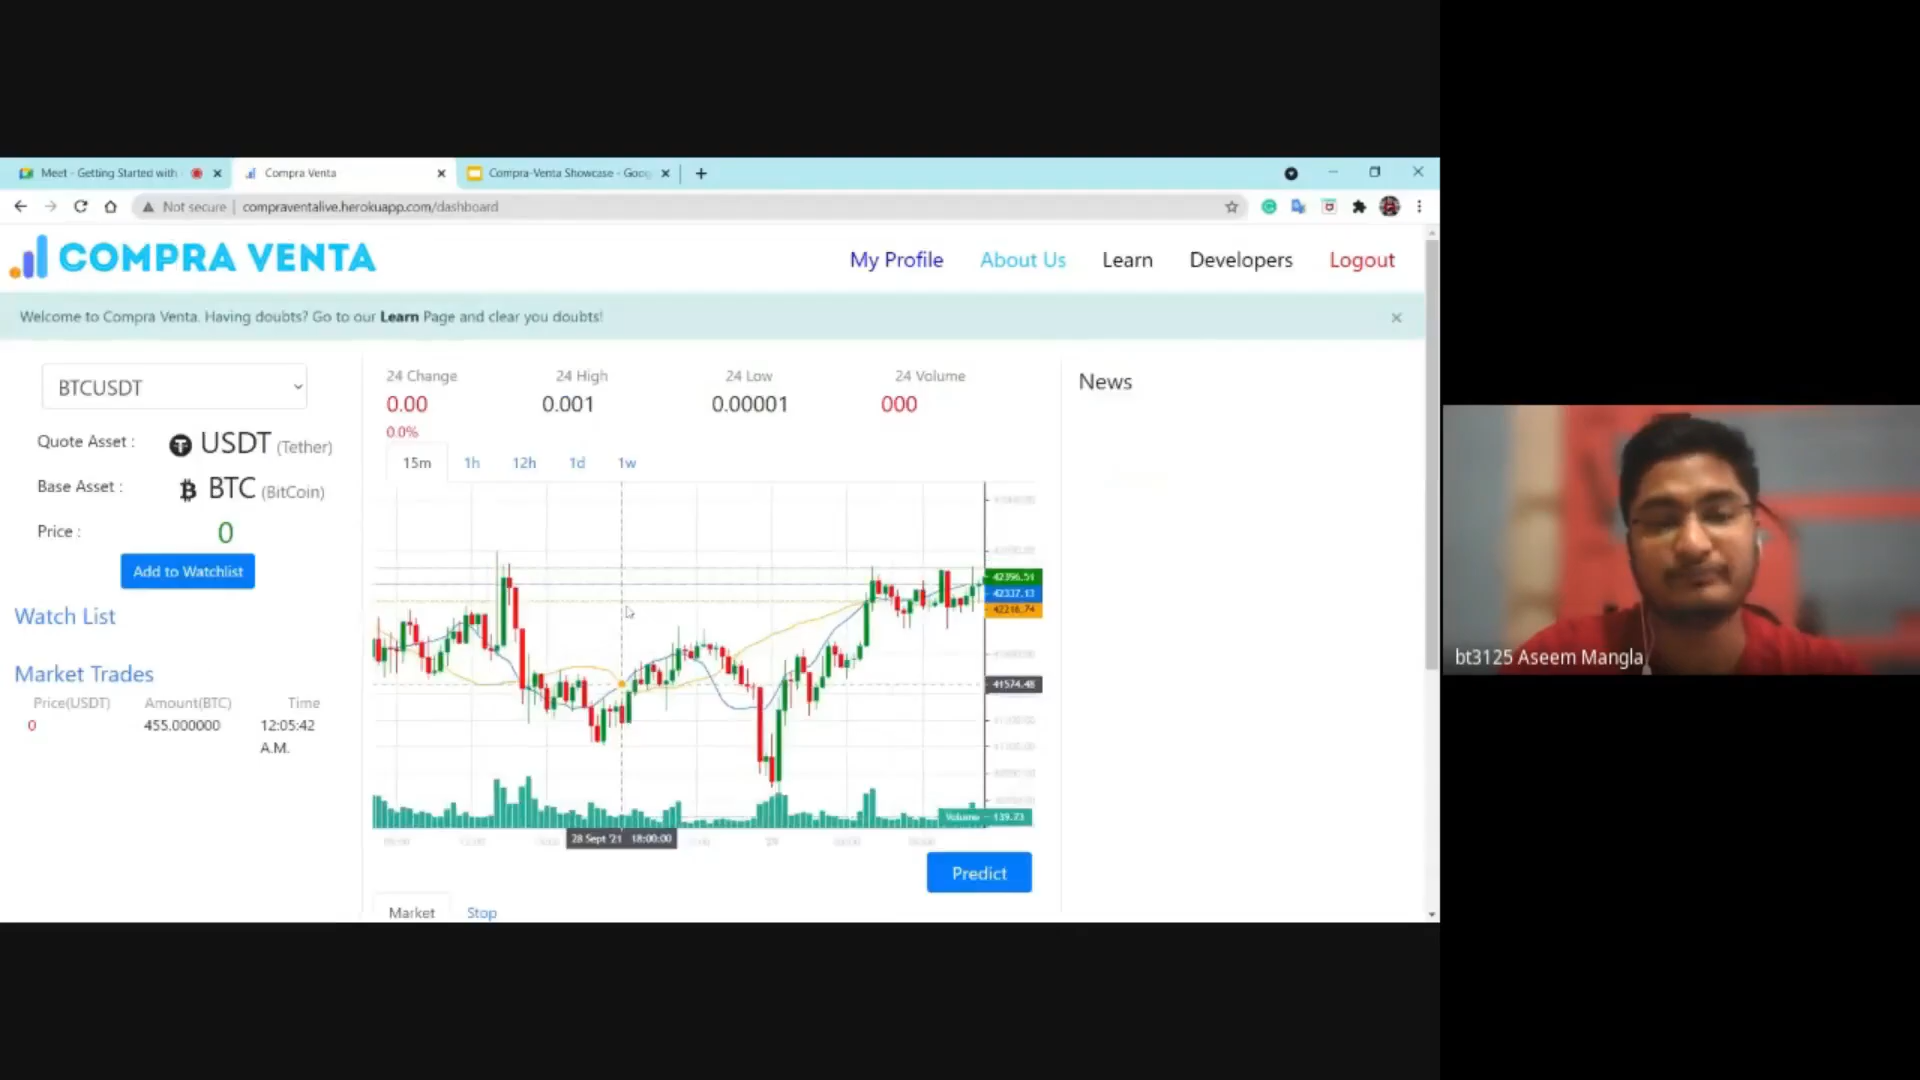 Meet - Getting Started with
Compra Venta
Compra-Venta Showcase - Goog
Not secure | compraventalive.herokuapp.com/dashboard
COMPRA VENTA
My Profile
About Us
Learn
Developers
Logout
Welcome to Compra Venta. Having doubts? Go to our Learn Page and clear you doubts!
BTCUSDT
Quote Asset : USDT (Tether)
Base Asset : BTC (BitCoin)
Price : 0
Add to Watchlist
Watch List
Market Trades
Price(USDT) Amount(BTC) Time
0 455.000000 12:05:42
A.M.
24 Change 24 High 24 Low 24 Volume
0.00 0.001 0.00001 000
0.0%
15m 1h 12h 1d 1w
42396.51
42337.13
42216.74
41574.48
Volume 139.73
28 Sept '21 18:00:00
Predict
Market Stop
News
bt3125 Aseem Mangla